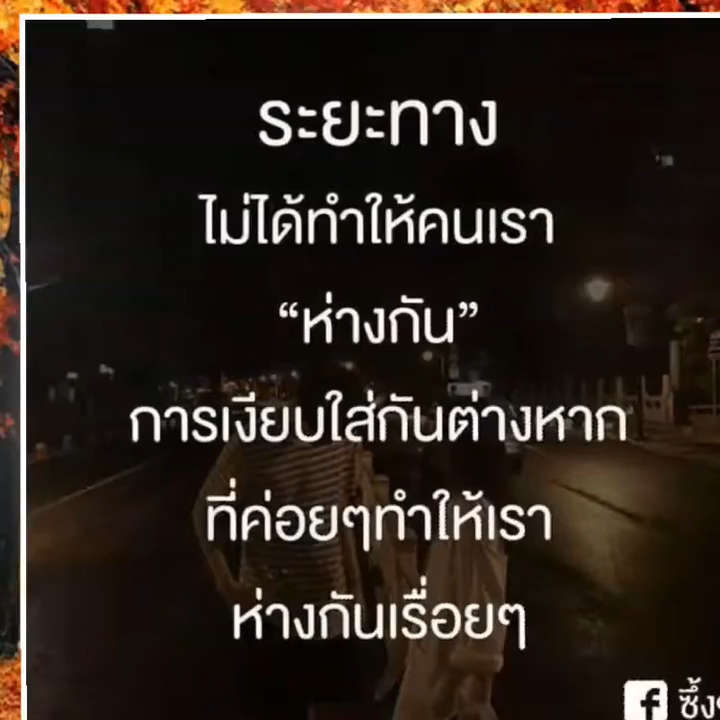 ระยะทาง
ไม่ได้ทำให้คนเรา
“ห่างกัน”
การเงียบใส่กันต่างหาก
ที่ค่อยๆทำให้เรา
ห่างกันเรื่อยๆ